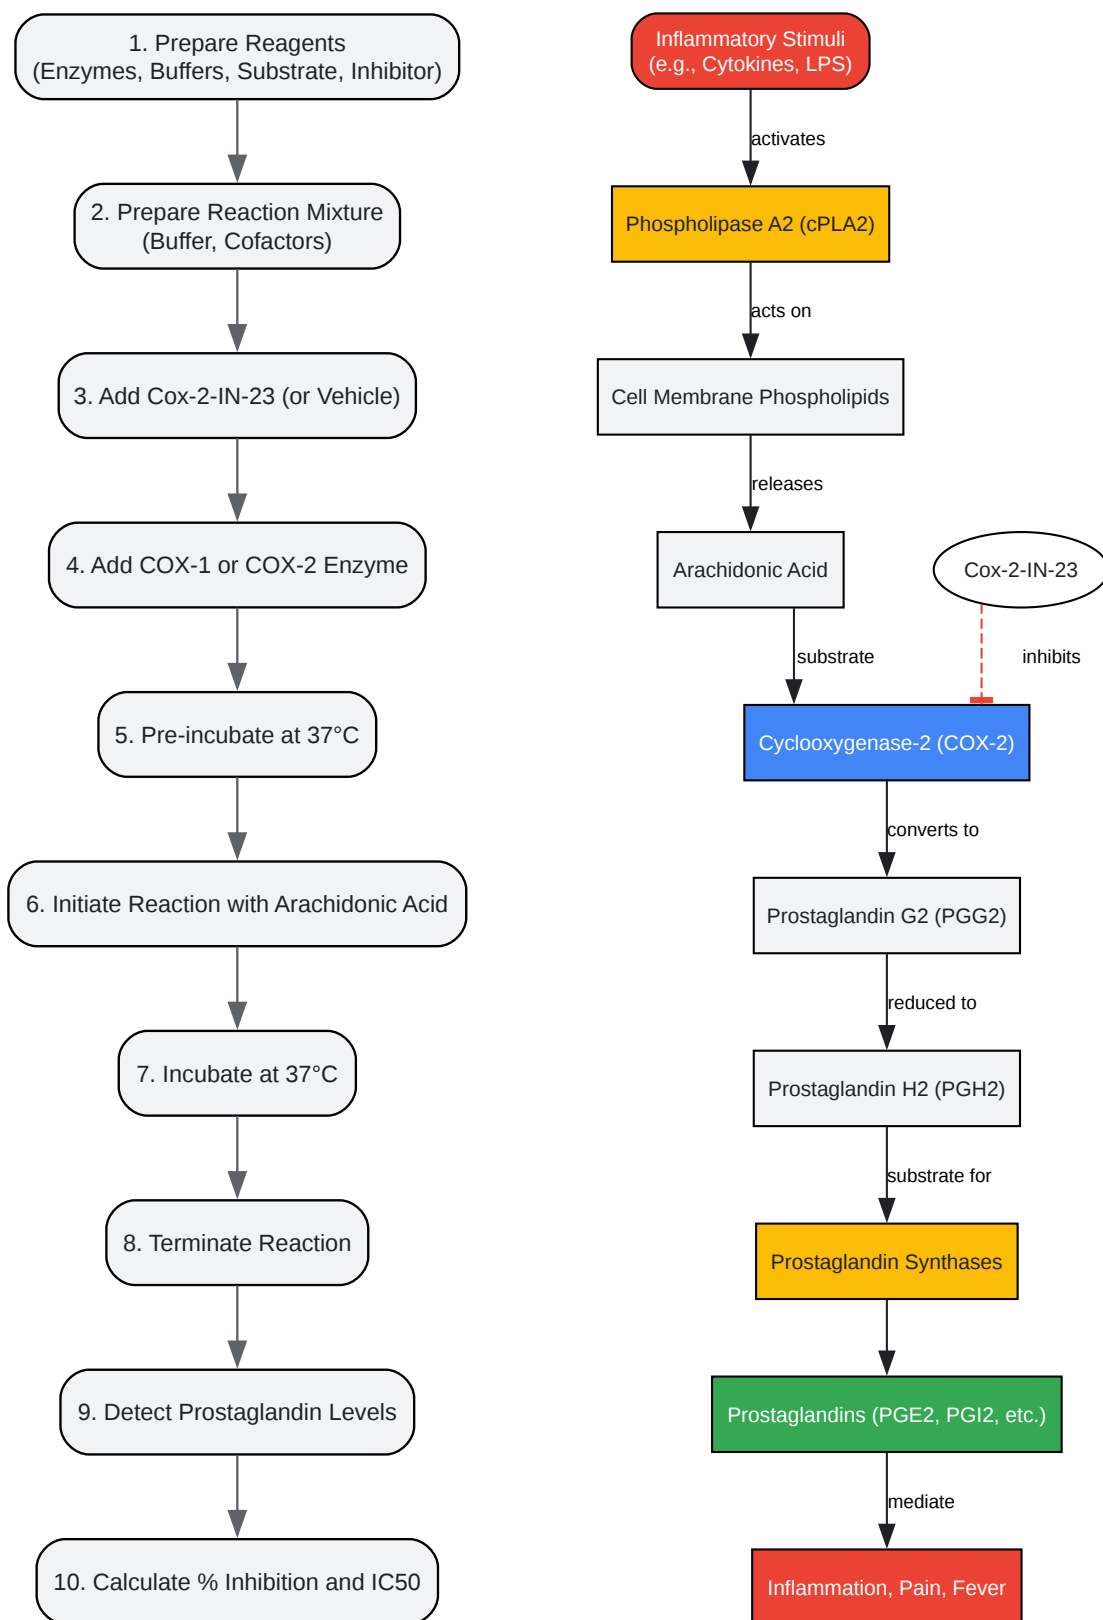 1. Prepare Reagents
(Enzymes, Buffers, Substrate, Inhibitor)
2. Prepare Reaction Mixture
(Buffer, Cofactors)
3. Add Cox-2-IN-23 (or Vehicle)
4. Add COX-1 or COX-2 Enzyme
5. Pre-incubate at 37°C
6. Initiate Reaction with Arachidonic Acid
7. Incubate at 37°C
8. Terminate Reaction
9. Detect Prostaglandin Levels
10. Calculate % Inhibition and IC50
Inflammatory Stimuli
(e.g., Cytokines, LPS)
activates
Phospholipase A2 (cPLA2)
acts on
Cell Membrane Phospholipids
releases
Arachidonic Acid
Cox-2-IN-23
substrate
inhibits
Cyclooxygenase-2 (COX-2)
converts to
Prostaglandin G2 (PGG2)
reduced to
Prostaglandin H2 (PGH2)
substrate for
Prostaglandin Synthases
Prostaglandins (PGE2, PGI2, etc.)
mediate
Inflammation, Pain, Fever